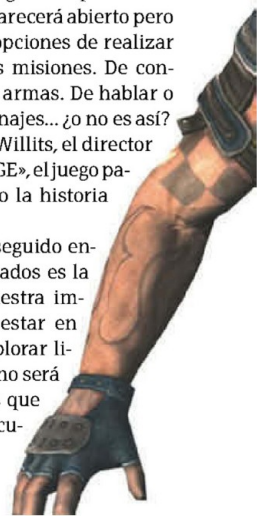 arecerá abierto pero
opciones de realizar
s misiones. De con-
armas. De hablar o
najes... ¿o no es así?
Willits, el director
GE», el juego pa-
o la historia
seguido en-
ados es la
estra im-
estar en
plorar li-
no será
que
cu-